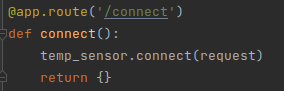 @app.route('/connect')
def connect():
    temp_sensor.connect(request)
    return {}